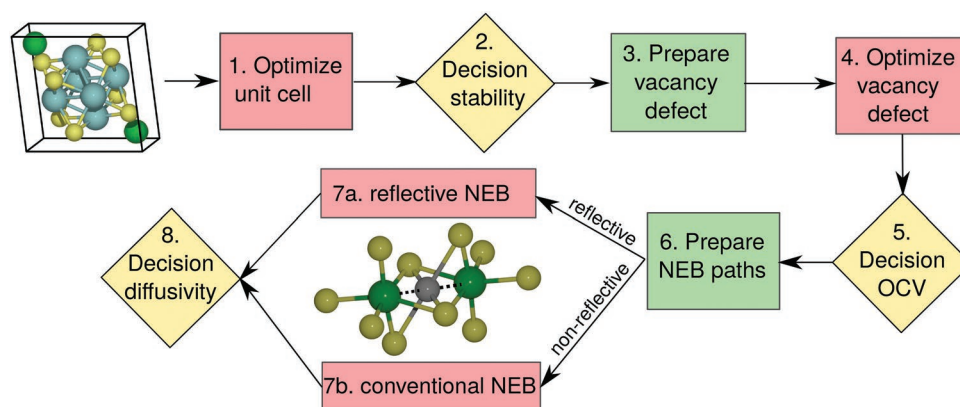 1. Optimize
unit cell
2.
Decision
stability
3. Prepare
vacancy
defect
4. Optimize
vacancy
defect
5.
Decision
OCV
6. Prepare
NEB paths
reflective
non-reflective
7a. reflective NEB
7b. conventional NEB
8.
Decision
diffusivity